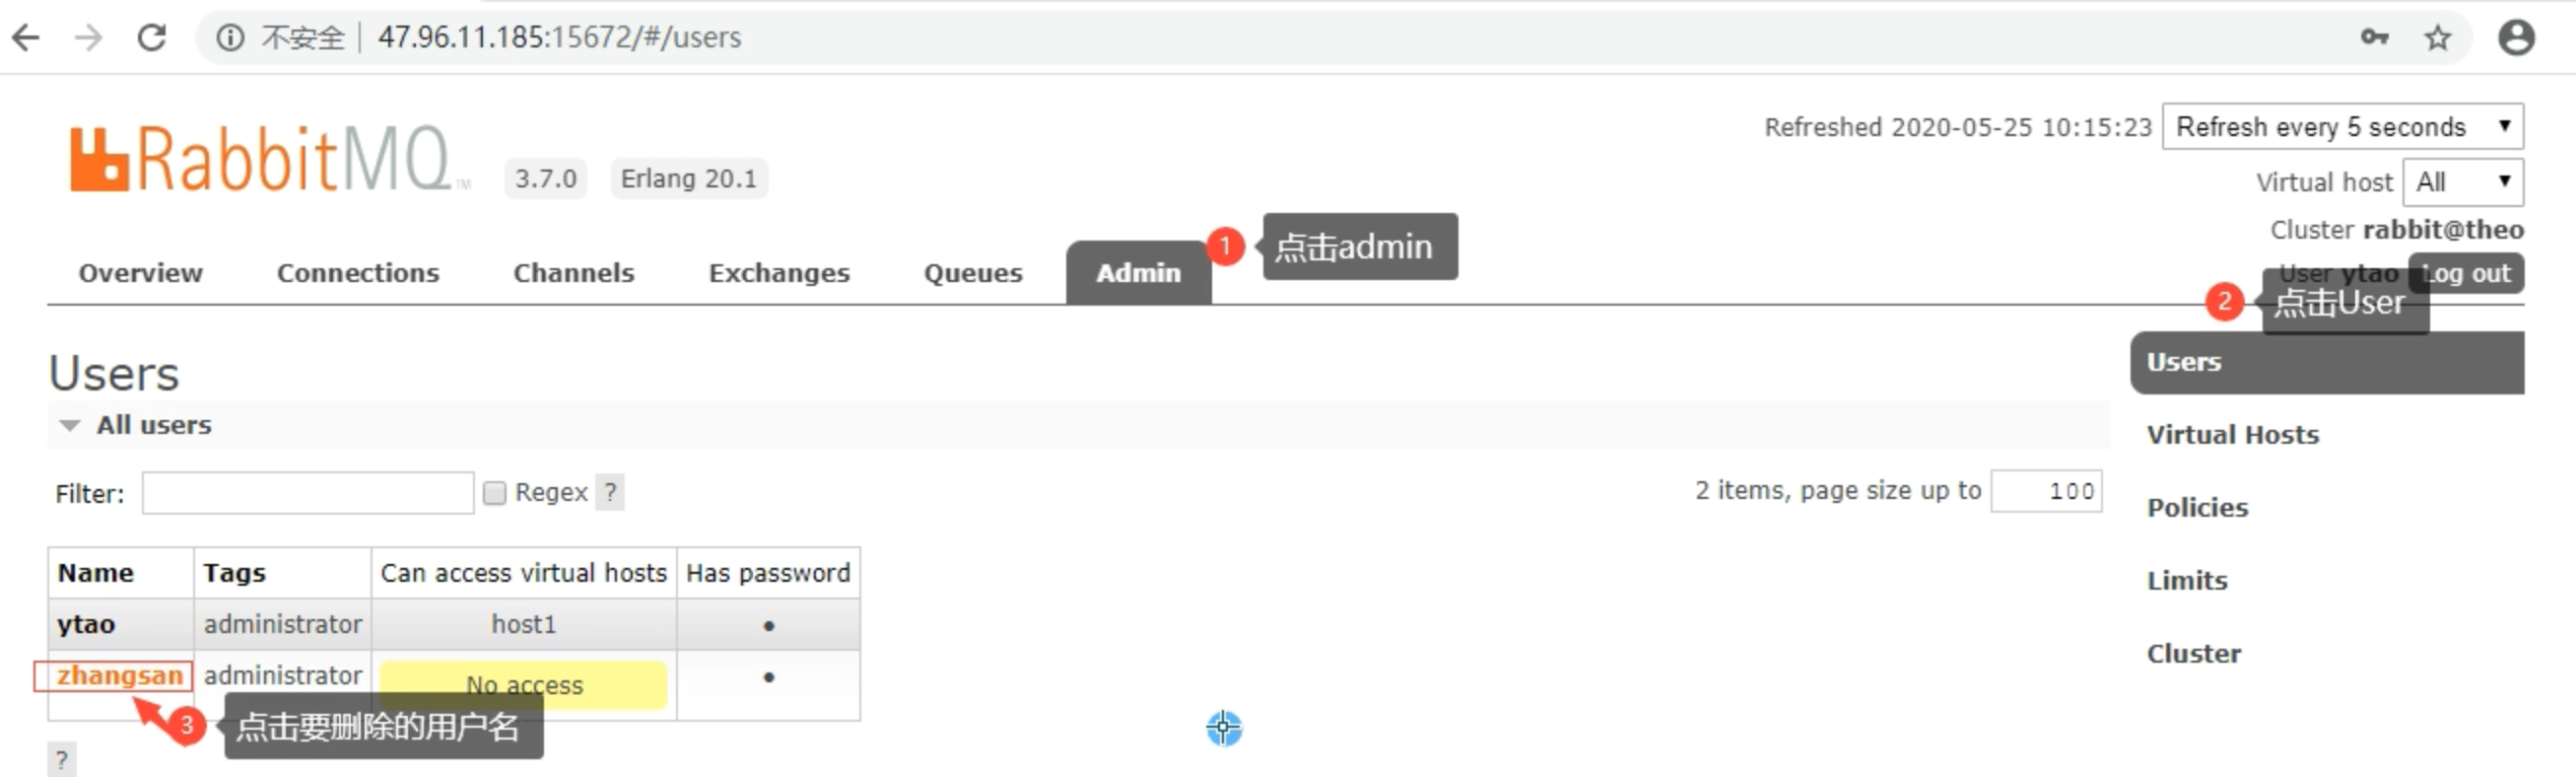 不安全 47.96.11.185:15672/#/users
Refreshed 2020-05-25 10:15:23 Refresh every 5 seconds
RabbitMQ™ 3.7.0 Erlang 20.1
Virtual host All
Cluster rabbit@theo
User ytao Log out
Overview Connections Channels Exchanges Queues Admin
1 点击admin
2 点击User
Users
All users
Filter: Regex ?
2 items, page size up to 100
Name Tags Can access virtual hosts Has password
ytao administrator host1 •
zhangsan administrator No access •
3 点击要删除的用户名
?
Users
Virtual Hosts
Policies
Limits
Cluster